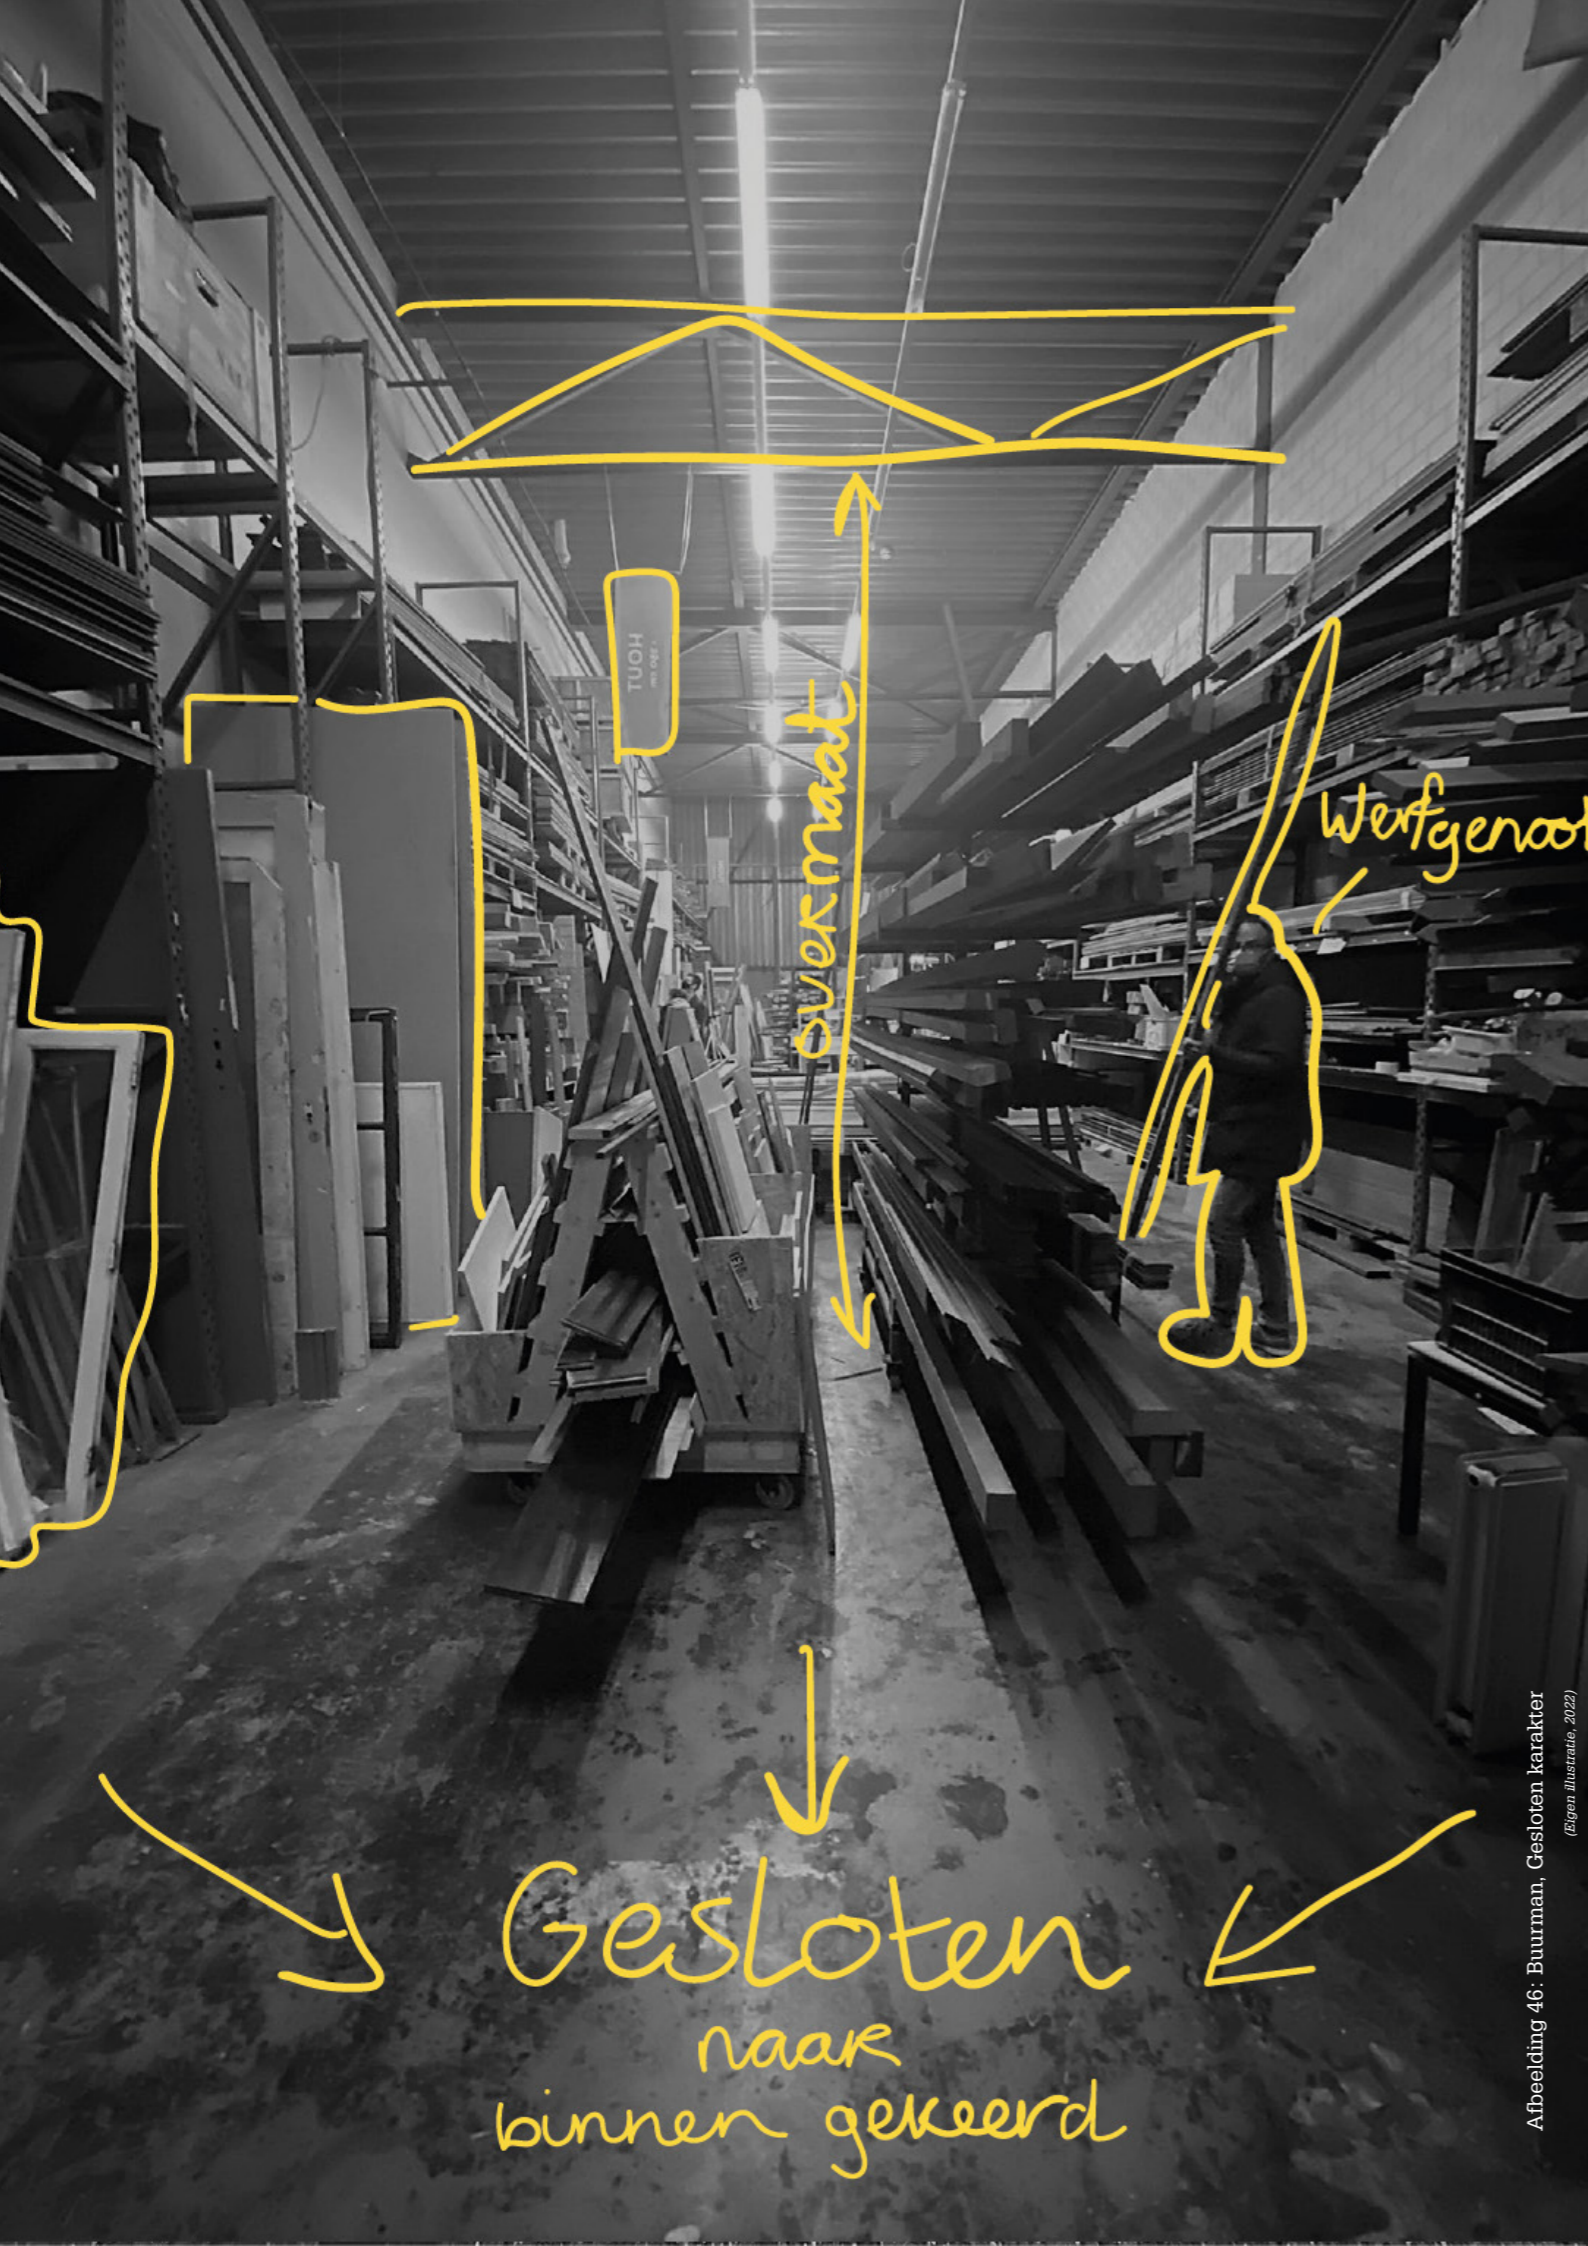 HOUT
overmaat
Werfgenoot
Gesloten
naar
binnen gekeerd
Afbeelding 46: Buurman, Gesloten karakter
(Eigen illustratie, 2022)